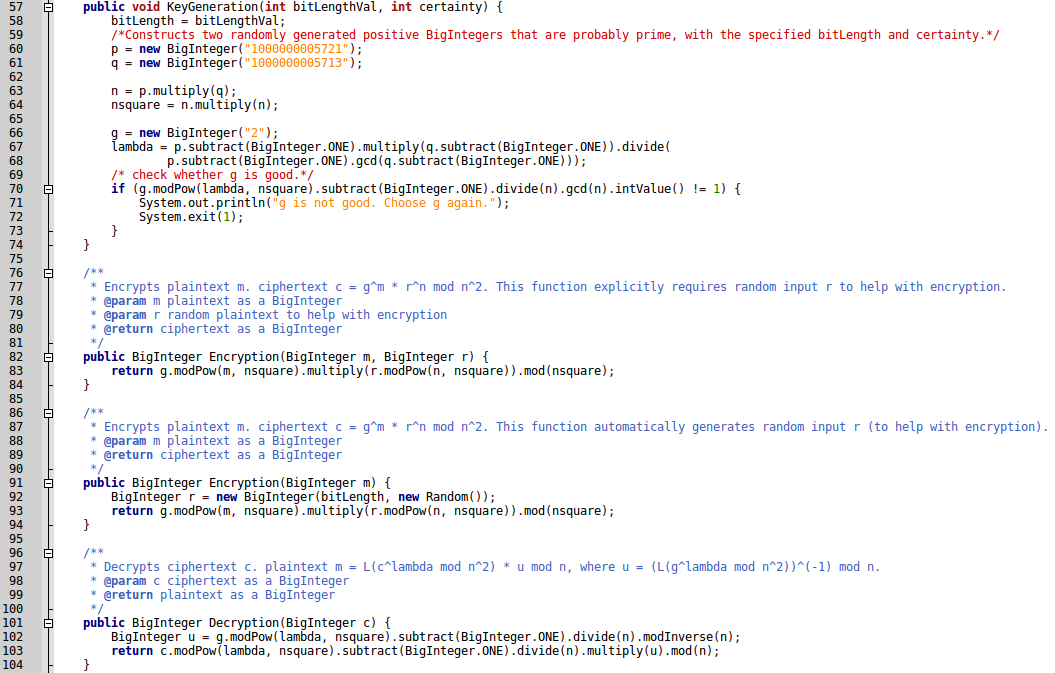 57 public void KeyGeneration(int bitLengthVal, int certainty) {
58 bitLength = bitLengthVal;
59 /*Constructs two randomly generated positive BigIntegers that are probably prime, with the specified bitLength and certainty.*/
60 p = new BigInteger("1000000005721");
61 q = new BigInteger("1000000005713");
62
63 n = p.multiply(q);
64 nsquare = n.multiply(n);
65
66 g = new BigInteger("2");
67 lambda = p.subtract(BigInteger.ONE).multiply(q.subtract(BigInteger.ONE)).divide(
68 p.subtract(BigInteger.ONE).gcd(q.subtract(BigInteger.ONE)));
69 /* check whether g is good.*/
70 if (g.modPow(lambda, nsquare).subtract(BigInteger.ONE).divide(n).gcd(n).intValue() != 1) {
71 System.out.println("g is not good. Choose g again.");
72 System.exit(1);
73 }
74 }
75
76 /**
77 * Encrypts plaintext m. ciphertext c = g^m * r^n mod n^2. This function explicitly requires random input r to help with encryption.
78 * @param m plaintext as a BigInteger
79 * @param r random plaintext to help with encryption
80 * @return ciphertext as a BigInteger
81 */
82 public BigInteger Encryption(BigInteger m, BigInteger r) {
83 return g.modPow(m, nsquare).multiply(r.modPow(n, nsquare)).mod(nsquare);
84 }
85
86 /**
87 * Encrypts plaintext m. ciphertext c = g^m * r^n mod n^2. This function automatically generates random input r (to help with encryption).
88 * @param m plaintext as a BigInteger
89 * @return ciphertext as a BigInteger
90 */
91 public BigInteger Encryption(BigInteger m) {
92 BigInteger r = new BigInteger(bitLength, new Random());
93 return g.modPow(m, nsquare).multiply(r.modPow(n, nsquare)).mod(nsquare);
94 }
95
96 /**
97 * Decrypts ciphertext c. plaintext m = L(c^lambda mod n^2) * u mod n, where u = (L(g^lambda mod n^2))^(-1) mod n.
98 * @param c ciphertext as a BigInteger
99 * @return plaintext as a BigInteger
100 */
101 public BigInteger Decryption(BigInteger c) {
102 BigInteger u = g.modPow(lambda, nsquare).subtract(BigInteger.ONE).divide(n).modInverse(n);
103 return c.modPow(lambda, nsquare).subtract(BigInteger.ONE).divide(n).multiply(u).mod(n);
104 }